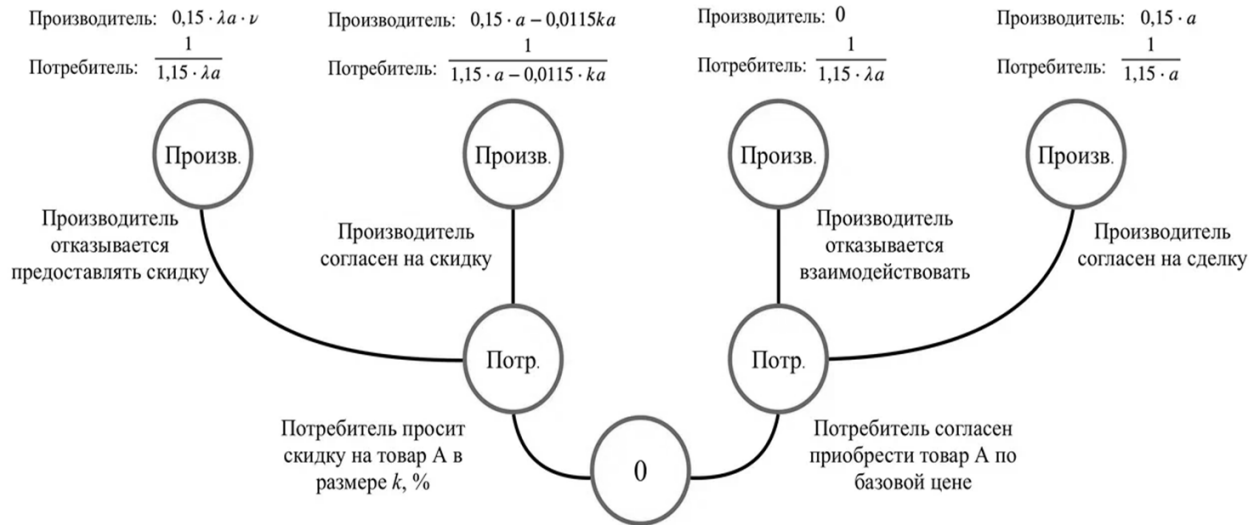 Производитель: 0,15 · λa · ν
Потребитель: 1 / (1,15 · λa)
Производитель: 0,15 · a – 0,0115ka
Потребитель: 1 / (1,15 · a – 0,0115 · ka)
Производитель: 0
Потребитель: 1 / (1,15 · λa)
Производитель: 0,15 · a
Потребитель: 1 / (1,15 · a)
Произв.
Произв.
Произв.
Произв.
Производитель
отказывается
предоставлять скидку
Производитель
согласен на скидку
Производитель
отказывается
взаимодействовать
Производитель
согласен на сделку
Потр.
Потр.
Потребитель просит
скидку на товар А в
размере k, %
0
Потребитель согласен
приобрести товар А по
базовой цене